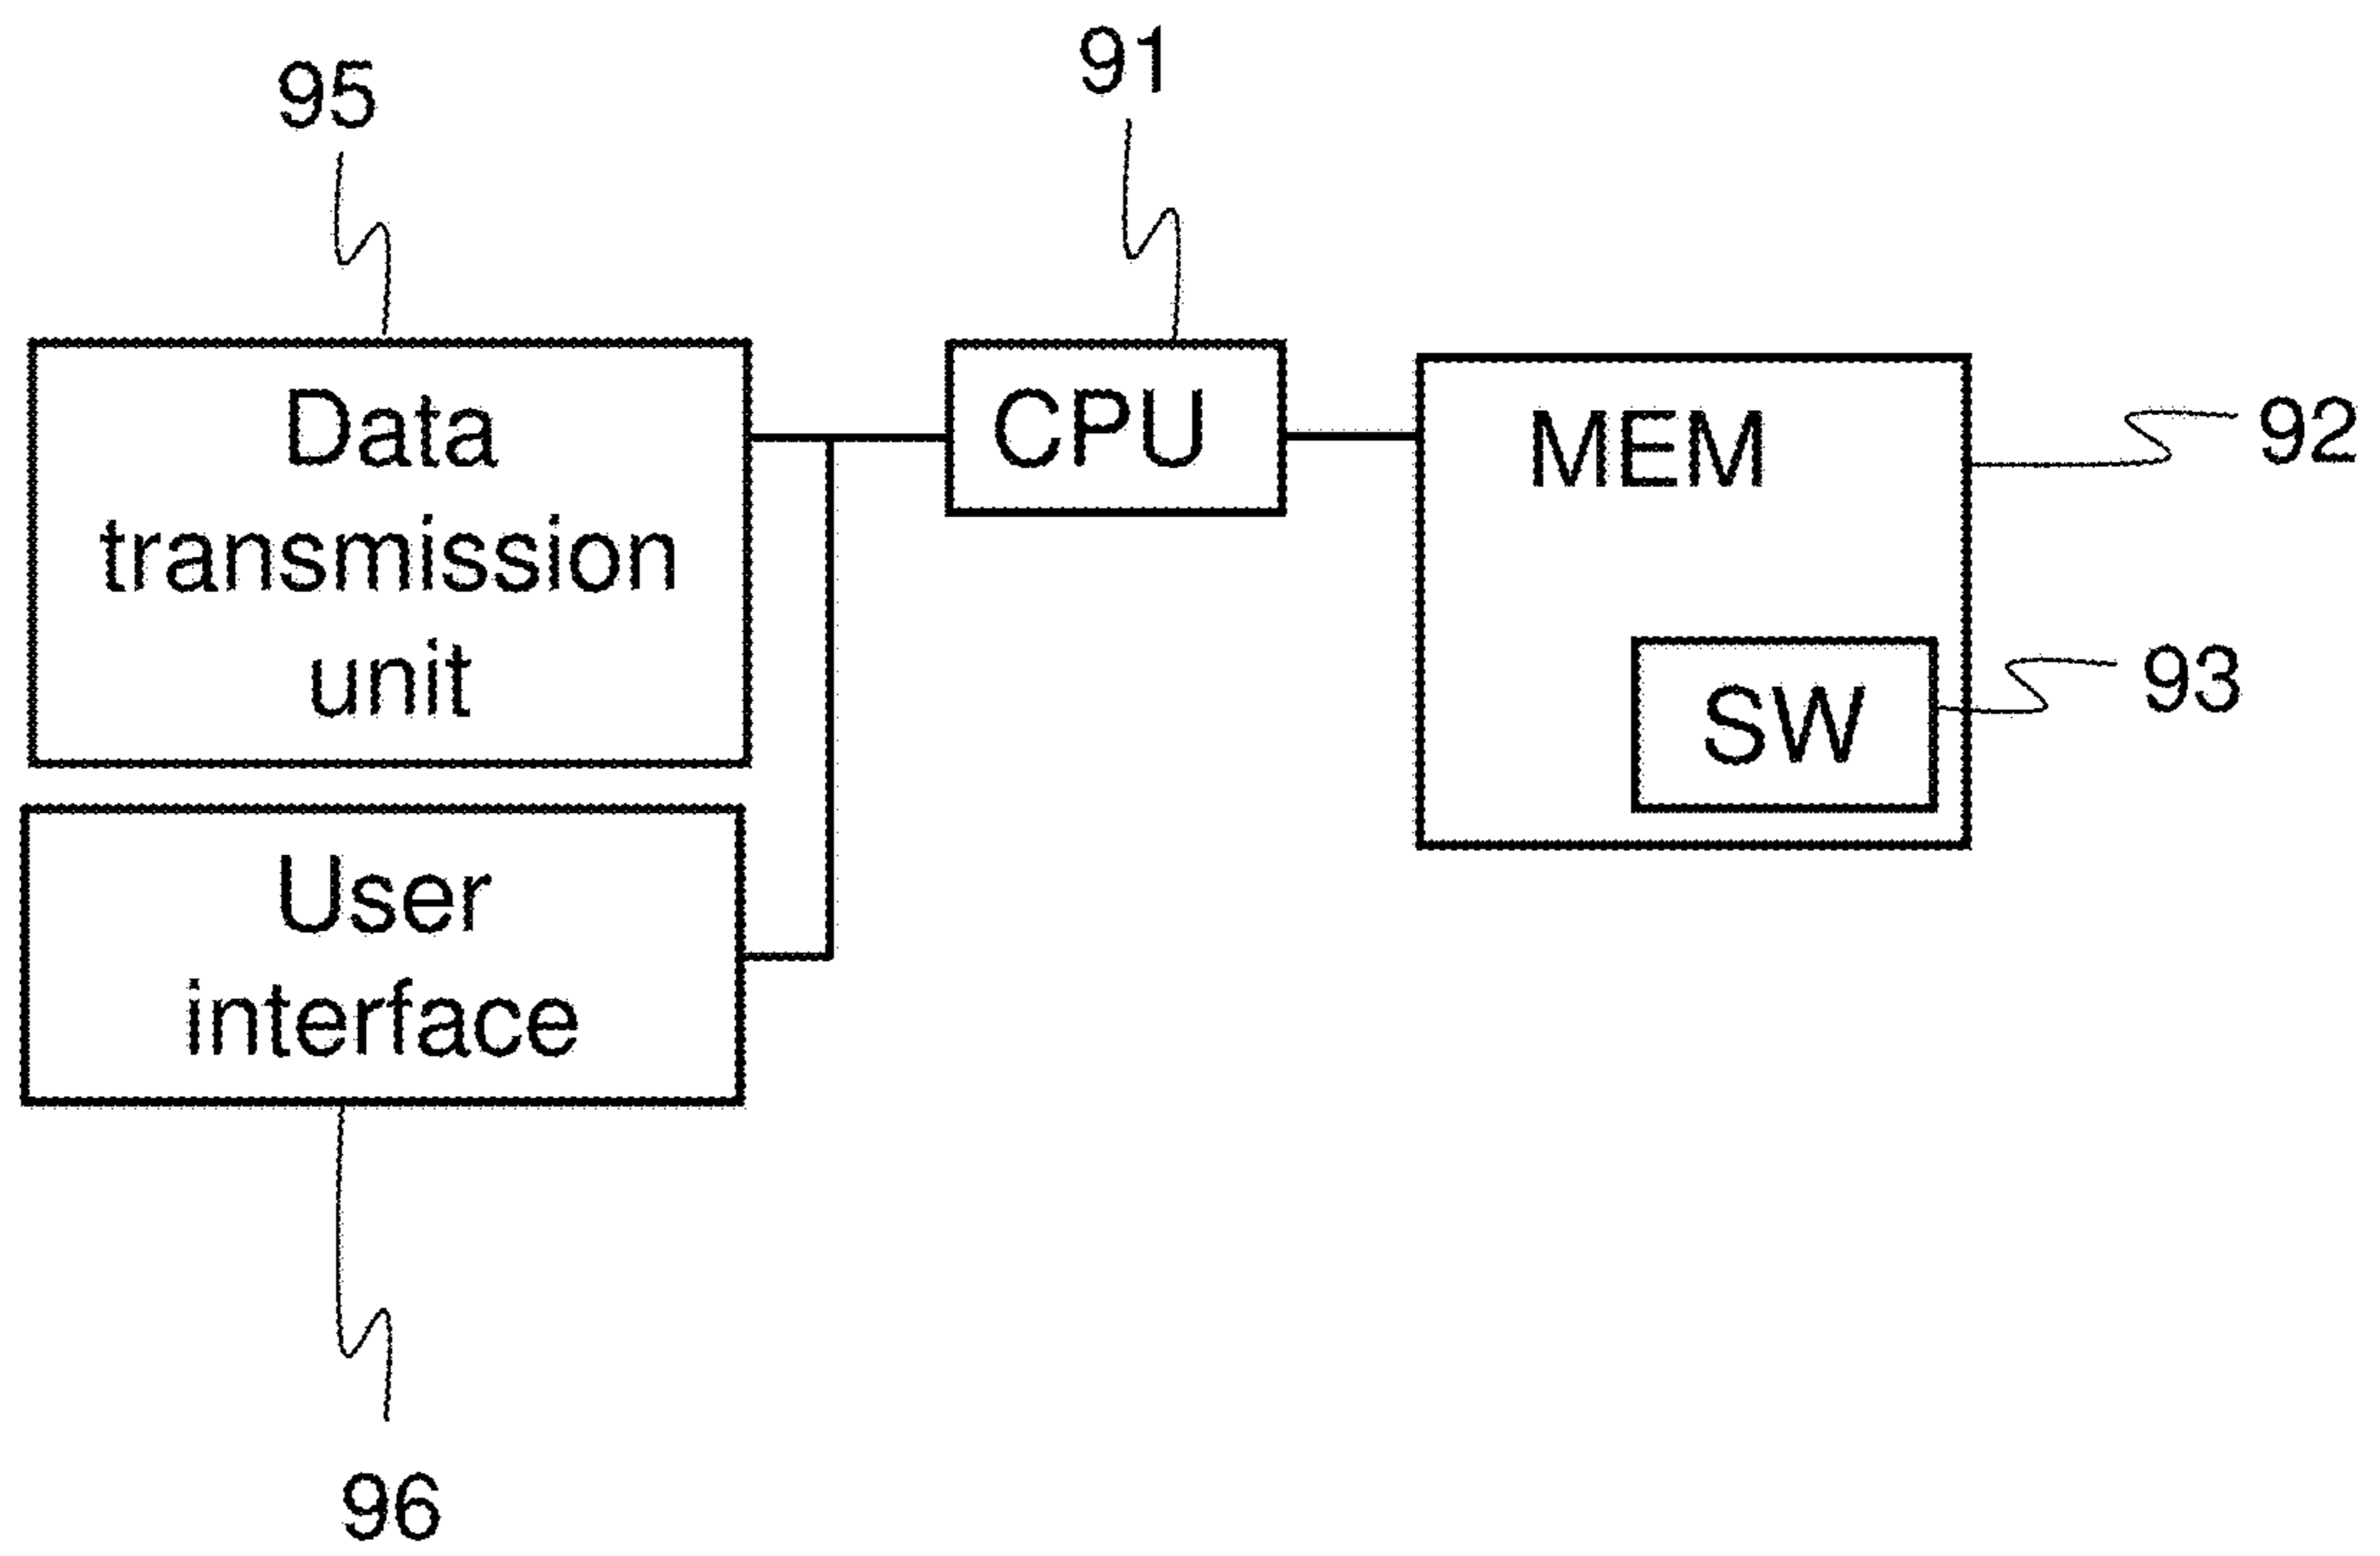 95
91
Data
transmission
unit
CPU
MEM
92
SW
93
User
interface
96